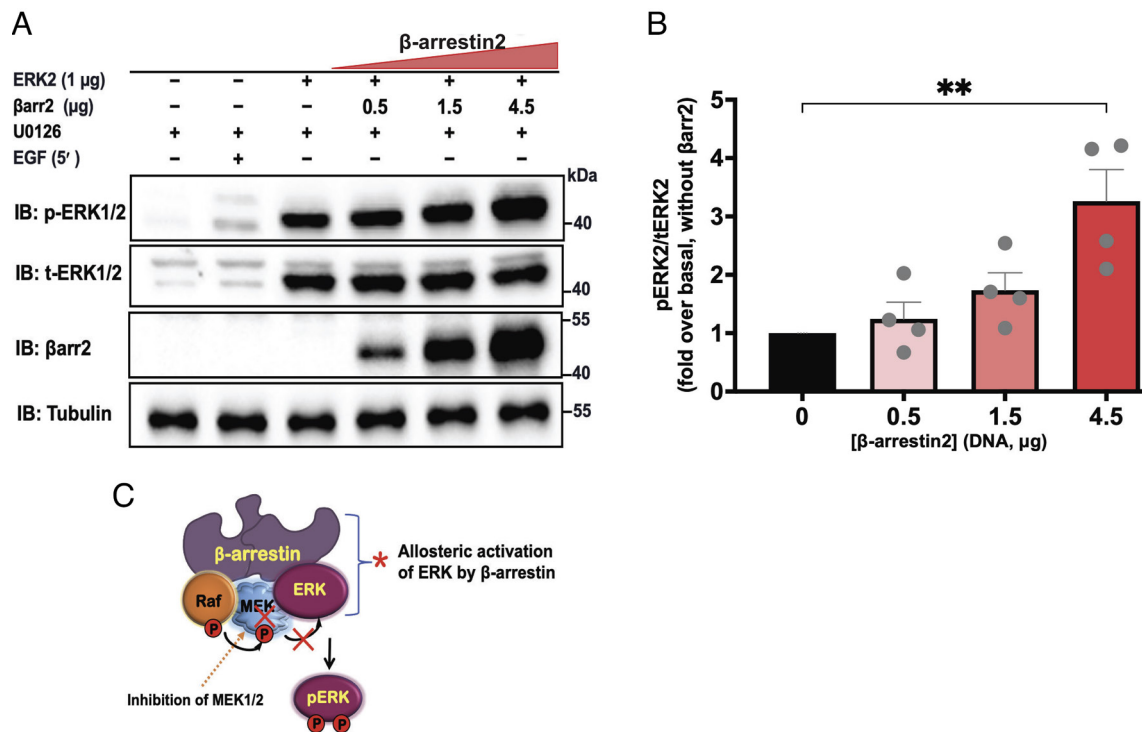 A
β-arrestin2
ERK2 (1 µg) – – + + + +
βarr2 (µg) – – – 0.5 1.5 4.5
U0126 + + + + + +
EGF (5′) – + – – – –
kDa
IB: p-ERK1/2
40
IB: t-ERK1/2
40
55
IB: βarr2
40
IB: Tubulin
55
B
**
pERK2/tERK2
(fold over basal, without βarr2)
5
4
3
2
1
0
0 0.5 1.5 4.5
[β-arrestin2] (DNA, µg)
C
β-arrestin
Raf
MEK
ERK
P
P
* Allosteric activation
of ERK by β-arrestin
Inhibition of MEK1/2
pERK
P P